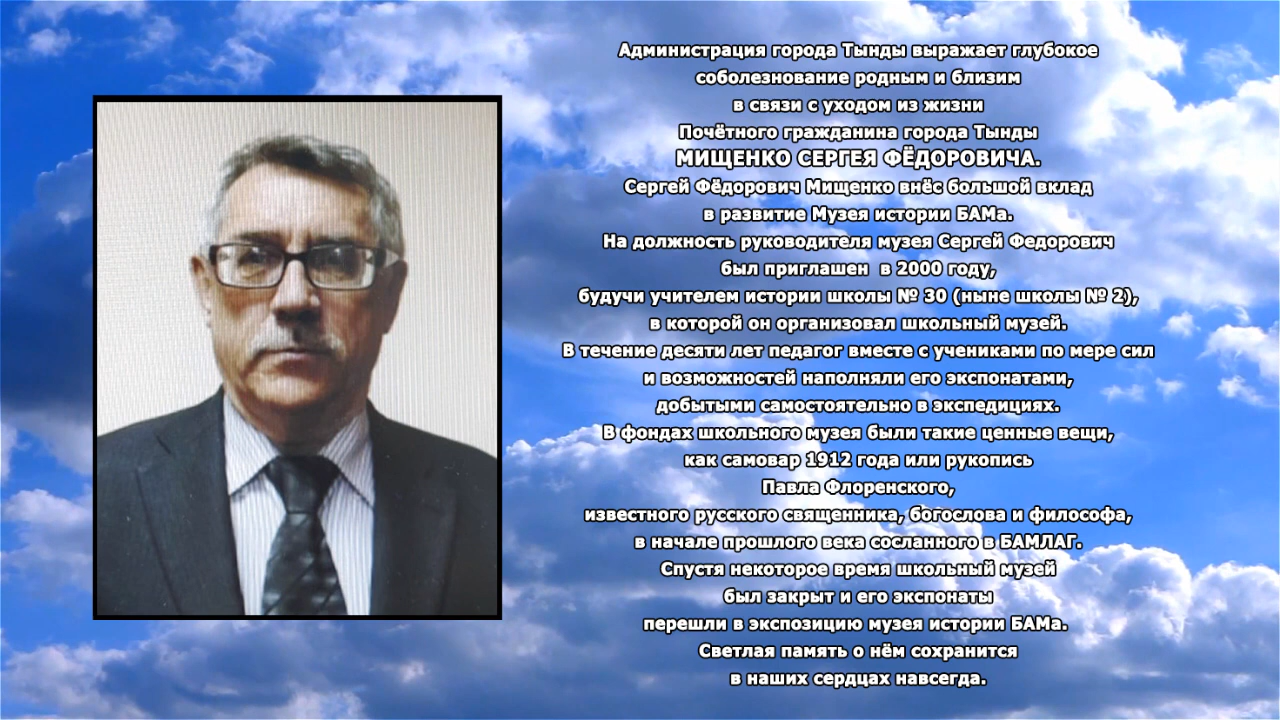 Администрация города Тынды выражает глубокое
соболезнование родным и близим
в связи с уходом из жизни
Почётного гражданина города Тынды
МИЩЕНКО СЕРГЕЯ ФЁДОРОВИЧА.
Сергей Фёдорович Мищенко внёс большой вклад
в развитие Музея истории БАМа.
На должность руководителя музея Сергей Федорович
был приглашен в 2000 году,
будучи учителем истории школы № 30 (ныне школы № 2),
в которой он организовал школьный музей.
В течение десяти лет педагог вместе с учениками по мере сил
и возможностей наполняли его экспонатами,
добытыми самостоятельно в экспедициях.
В фондах школьного музея были такие ценные вещи,
как самовар 1912 года или рукопись
Павла Флоренского,
известного русского священника, богослова и философа,
в начале прошлого века сосланного в БАМЛАГ.
Спустя некоторое время школьный музей
был закрыт и его экспонаты
перешли в экспозицию музея истории БАМа.
Светлая память о нём сохранится
в наших сердцах навсегда.